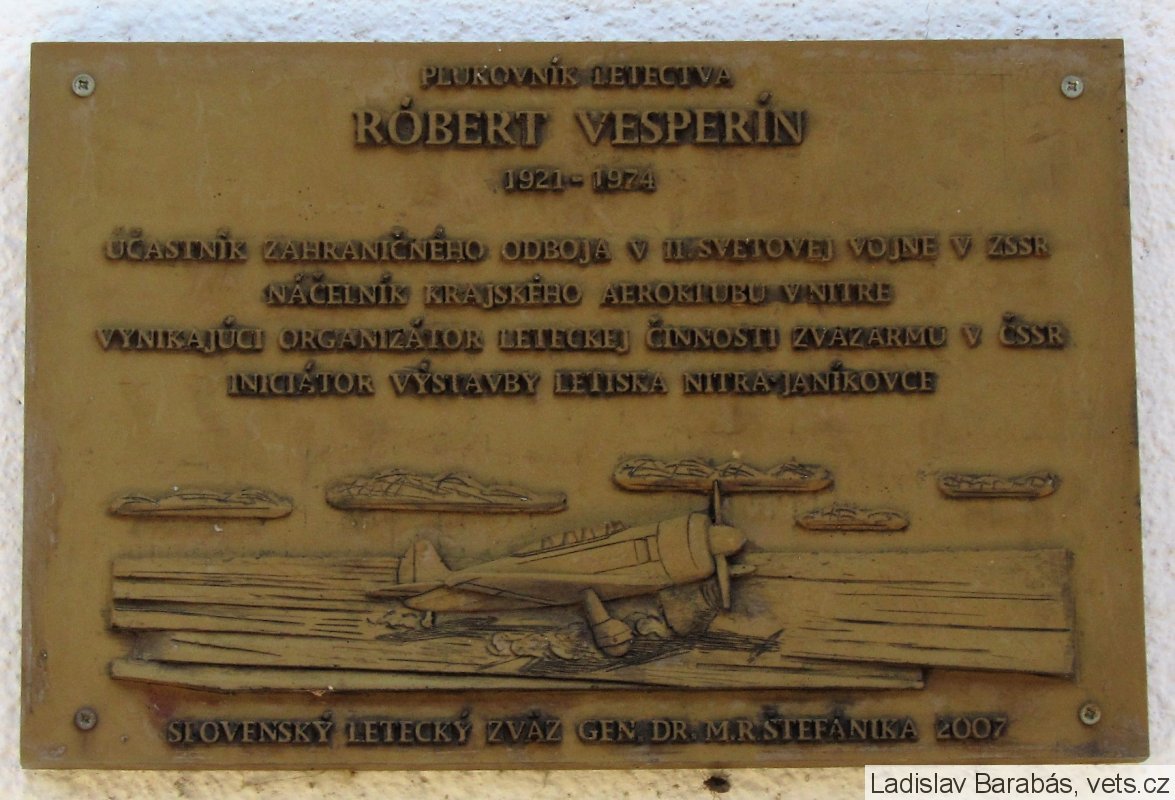 PLUKOVNÍK LETECTVA
RÓBERT VESPERÍN
1921 - 1974
ÚČASTNÍK ZAHRANIČNÉHO ODBOJA V II. SVETOVEJ VOJNE V ZSSR
NÁČELNÍK KRAJSKÉHO AEROKLUBU V NITRE
VYNIKAJÚCI ORGANIZÁTOR LETECKEJ ČINNOSTI ZVÄZARMU V ČSSR
INICIÁTOR VÝSTAVBY LETISKA NITRA-JANÍKOVCE
SLOVENSKÝ LETECKÝ ZVÄZ GEN. DR. M.R.ŠTEFÁNIKA 2007
Ladislav Barabás, vets.cz